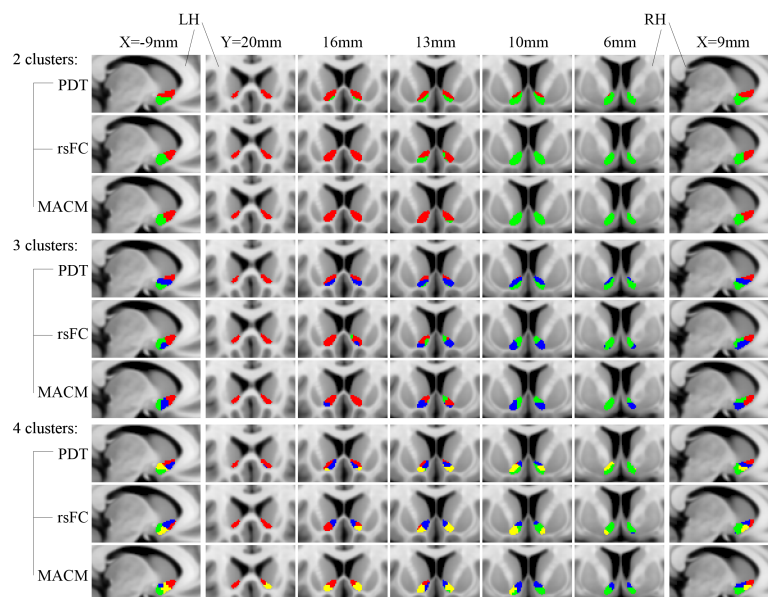 LH RH
X=-9mm Y=20mm 16mm 13mm 10mm 6mm X=9mm
2 clusters:
PDT
rsFC
MACM
3 clusters:
PDT
rsFC
MACM
4 clusters:
PDT
rsFC
MACM